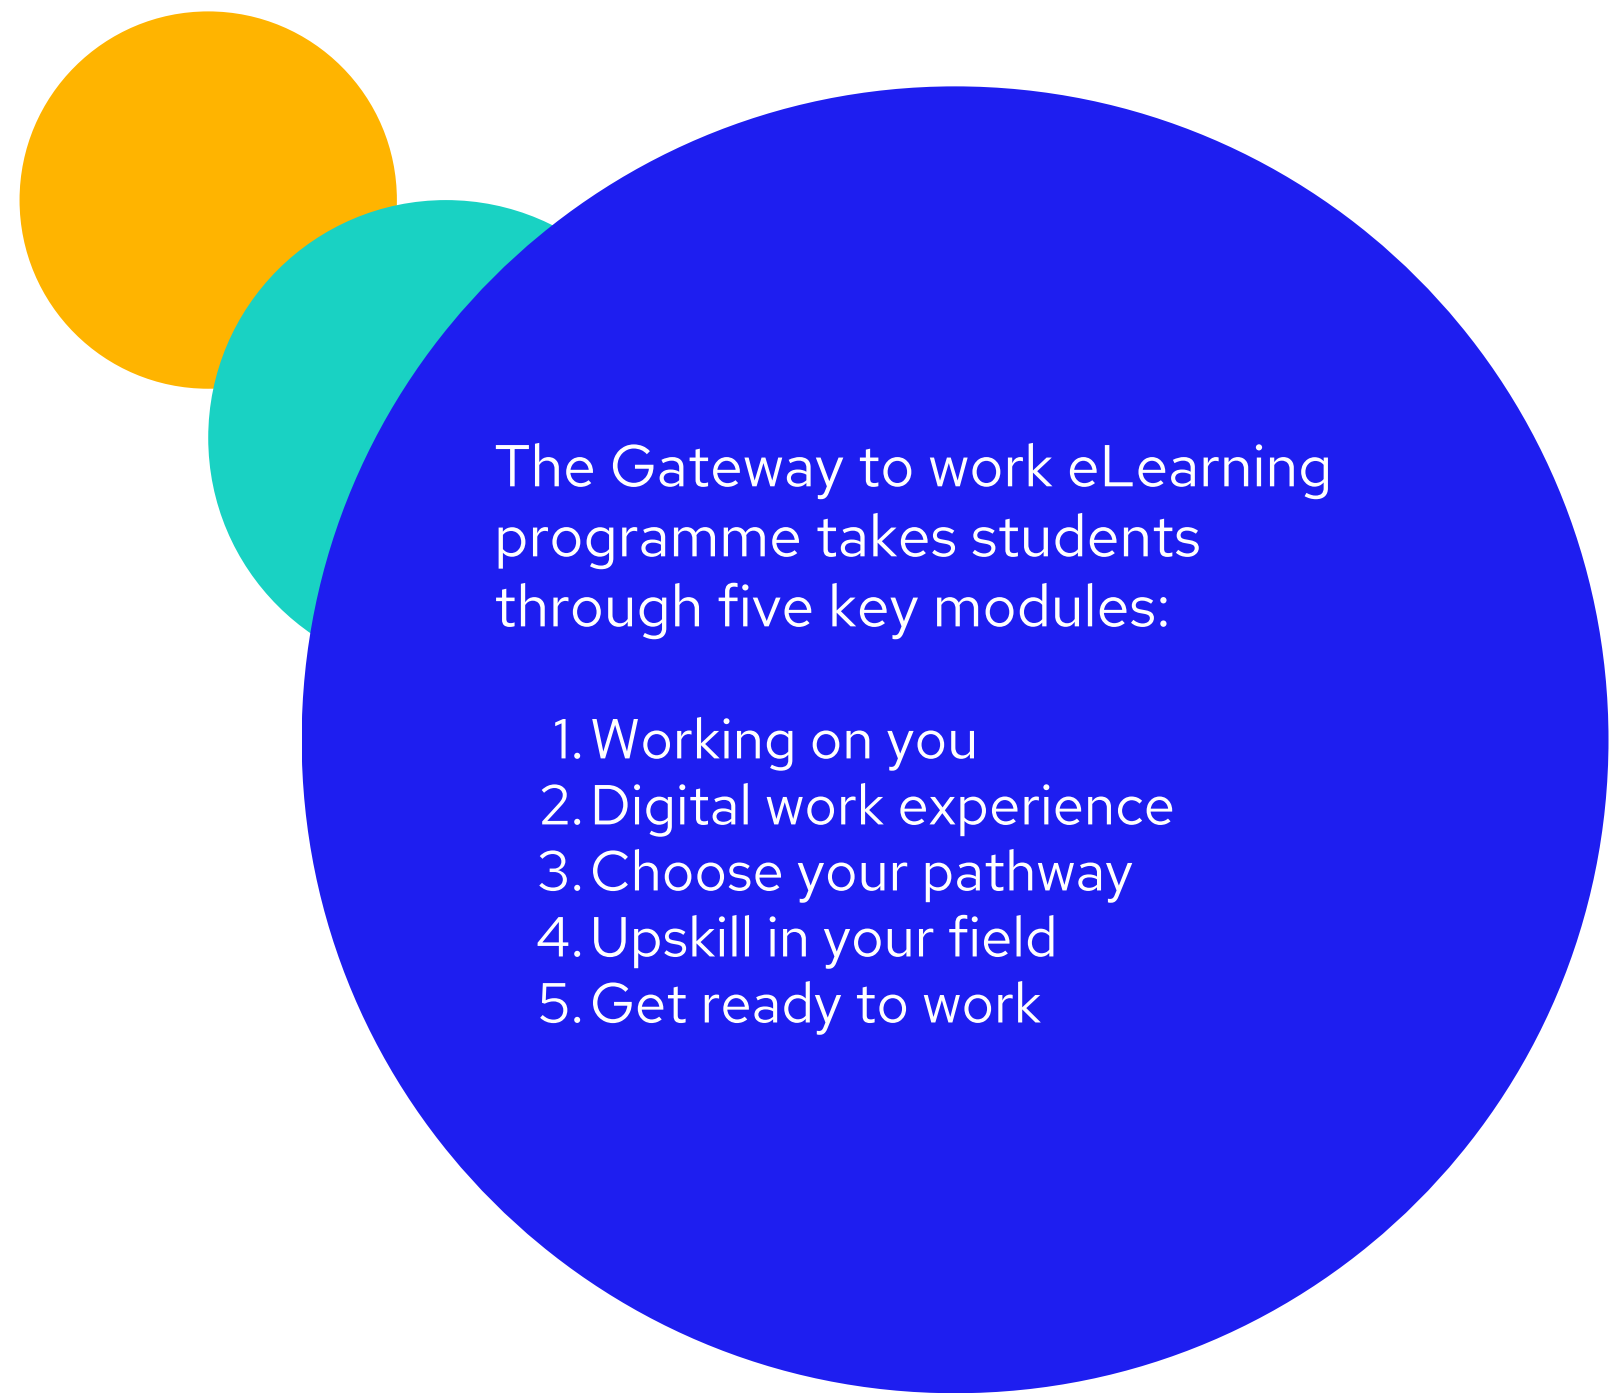 The Gateway to work eLearning
programme takes students
through five key modules:
1. Working on you
2. Digital work experience
3. Choose your pathway
4. Upskill in your field
5. Get ready to work